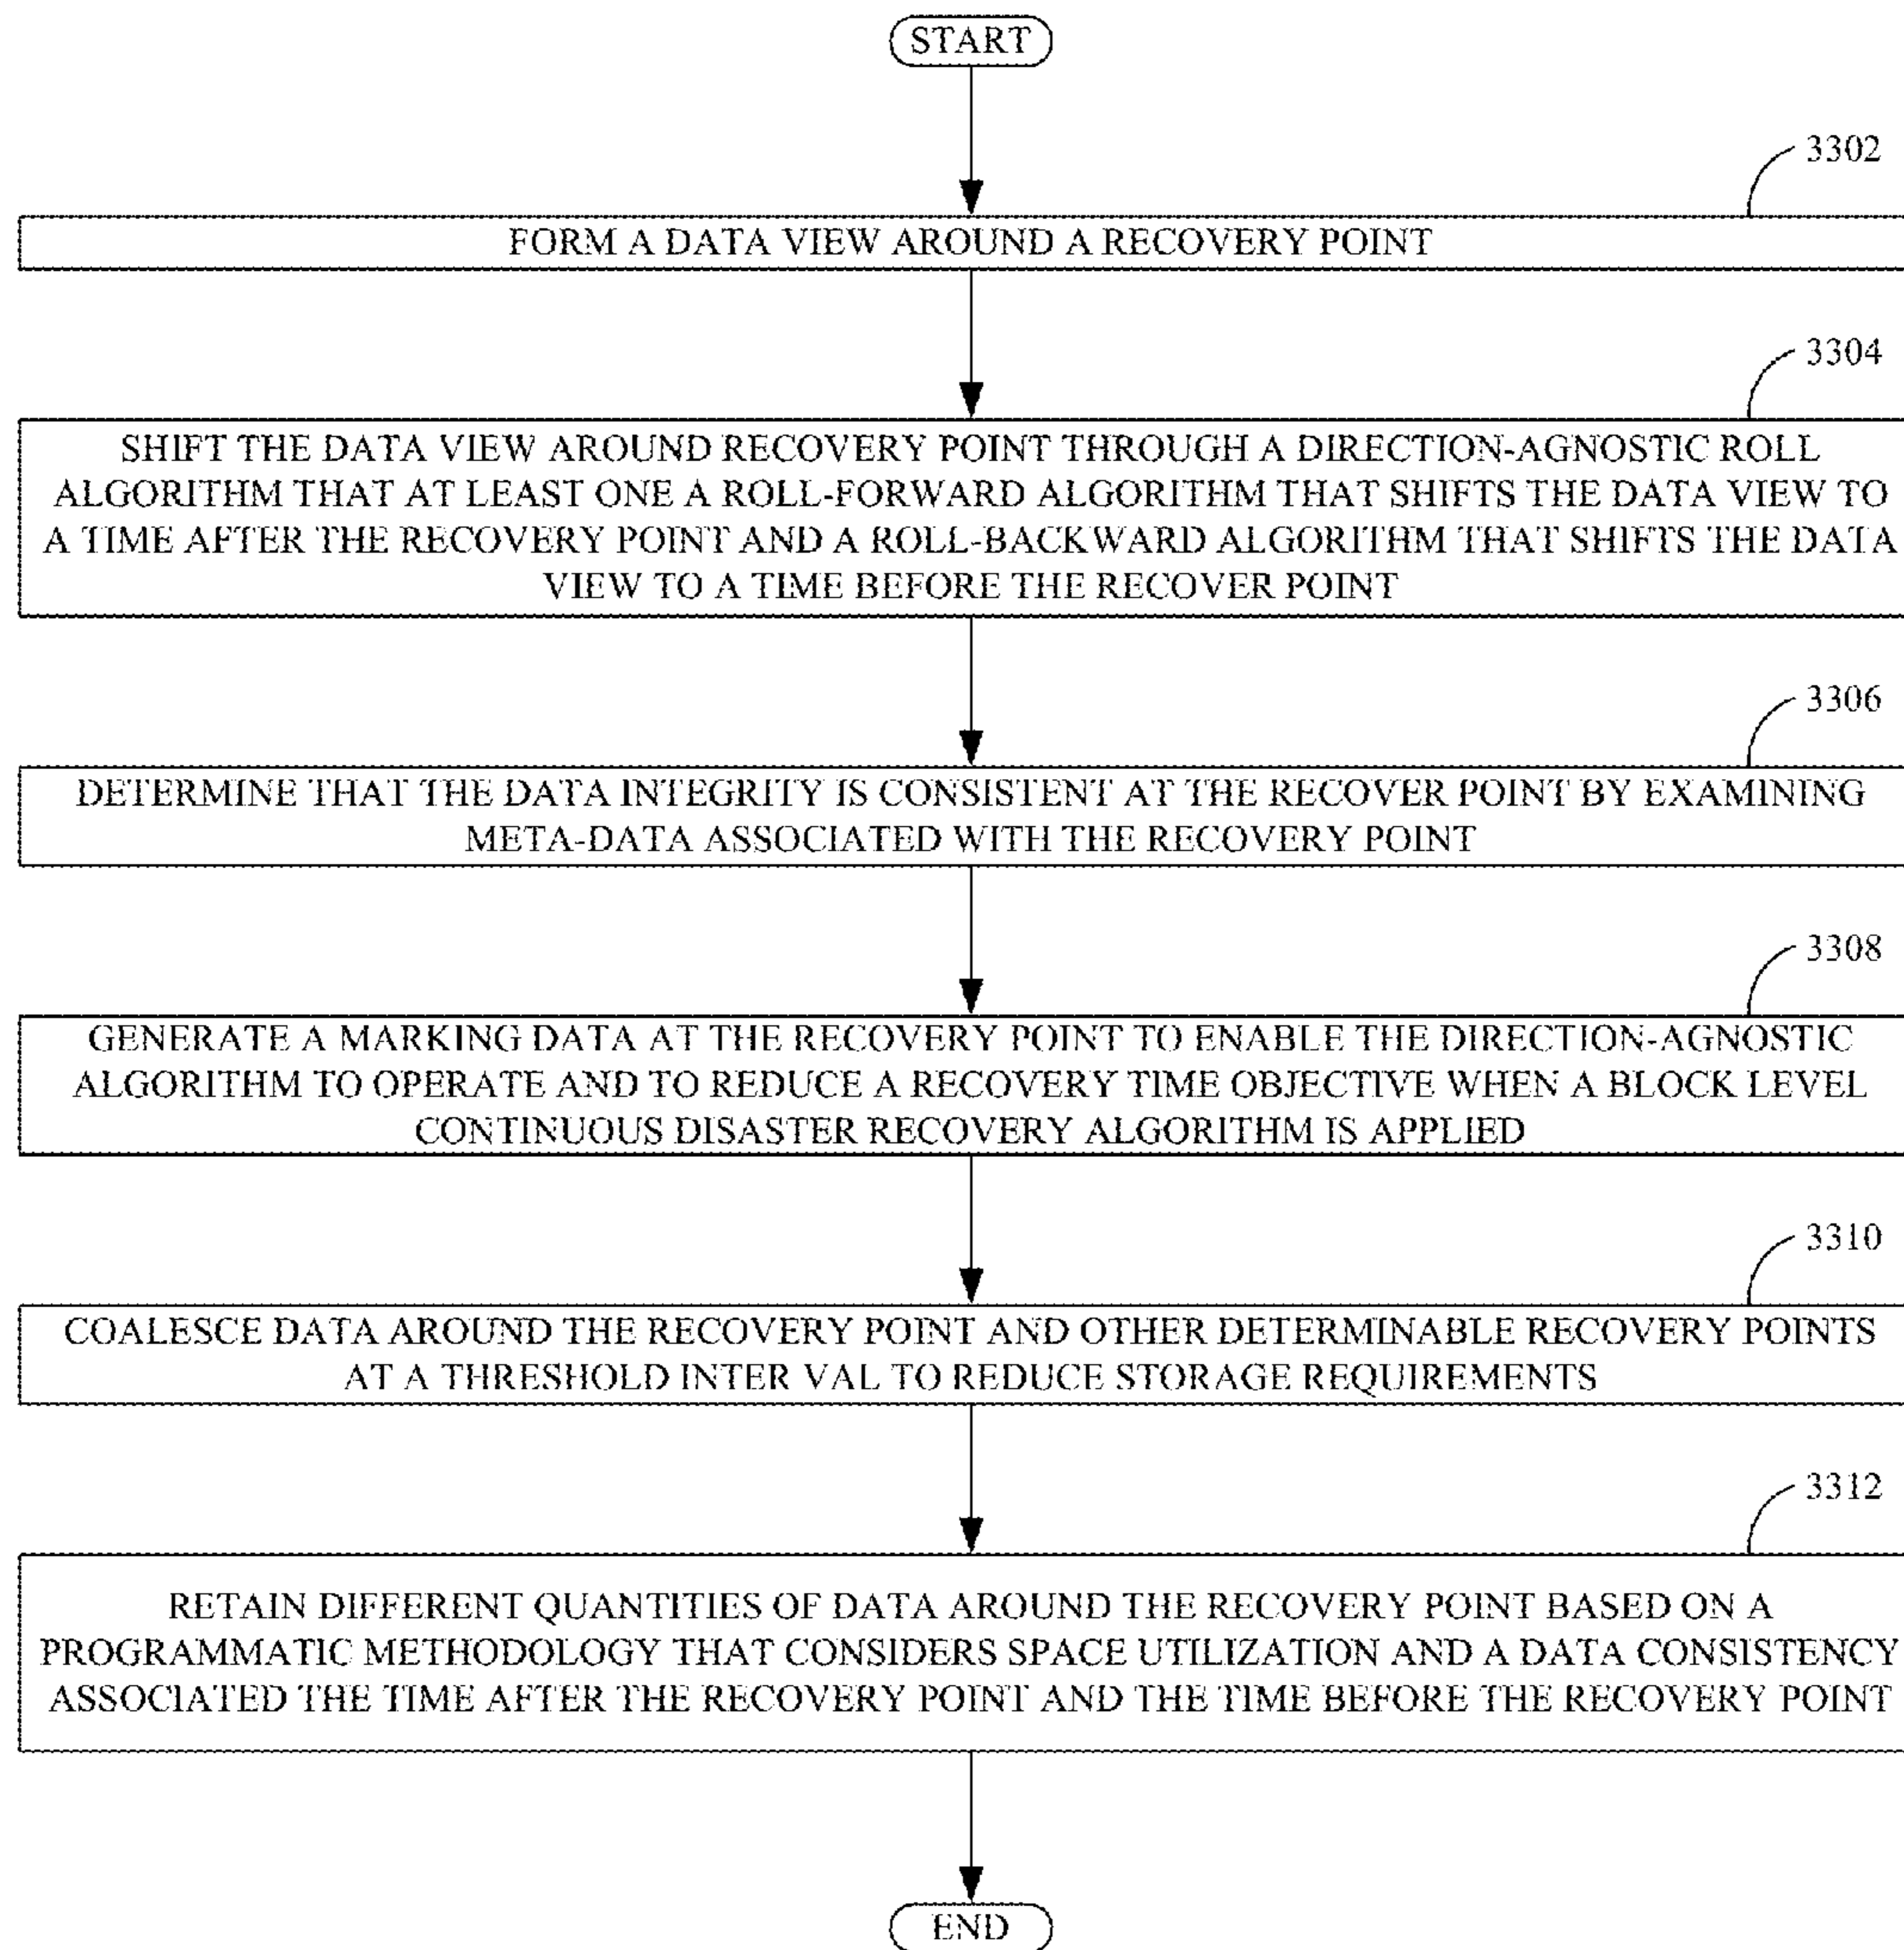 START
3302
FORM A DATA VIEW AROUND A RECOVERY POINT
3304
SHIFT THE DATA VIEW AROUND RECOVERY POINT THROUGH A DIRECTION-AGNOSTIC ROLL
ALGORITHM THAT AT LEAST ONE A ROLL-FORWARD ALGORITHM THAT SHIFTS THE DATA VIEW TO
A TIME AFTER THE RECOVERY POINT AND A ROLL-BACKWARD ALGORITHM THAT SHIFTS THE DATA
VIEW TO A TIME BEFORE THE RECOVER POINT
3306
DETERMINE THAT THE DATA INTEGRITY IS CONSISTENT AT THE RECOVER POINT BY EXAMINING
META-DATA ASSOCIATED WITH THE RECOVERY POINT
3308
GENERATE A MARKING DATA AT THE RECOVERY POINT TO ENABLE THE DIRECTION-AGNOSTIC
ALGORITHM TO OPERATE AND TO REDUCE A RECOVERY TIME OBJECTIVE WHEN A BLOCK LEVEL
CONTINUOUS DISASTER RECOVERY ALGORITHM IS APPLIED
3310
COALESCE DATA AROUND THE RECOVERY POINT AND OTHER DETERMINABLE RECOVERY POINTS
AT A THRESHOLD INTER VAL TO REDUCE STORAGE REQUIREMENTS
3312
RETAIN DIFFERENT QUANTITIES OF DATA AROUND THE RECOVERY POINT BASED ON A
PROGRAMMATIC METHODOLOGY THAT CONSIDERS SPACE UTILIZATION AND A DATA CONSISTENCY
ASSOCIATED THE TIME AFTER THE RECOVERY POINT AND THE TIME BEFORE THE RECOVERY POINT
END